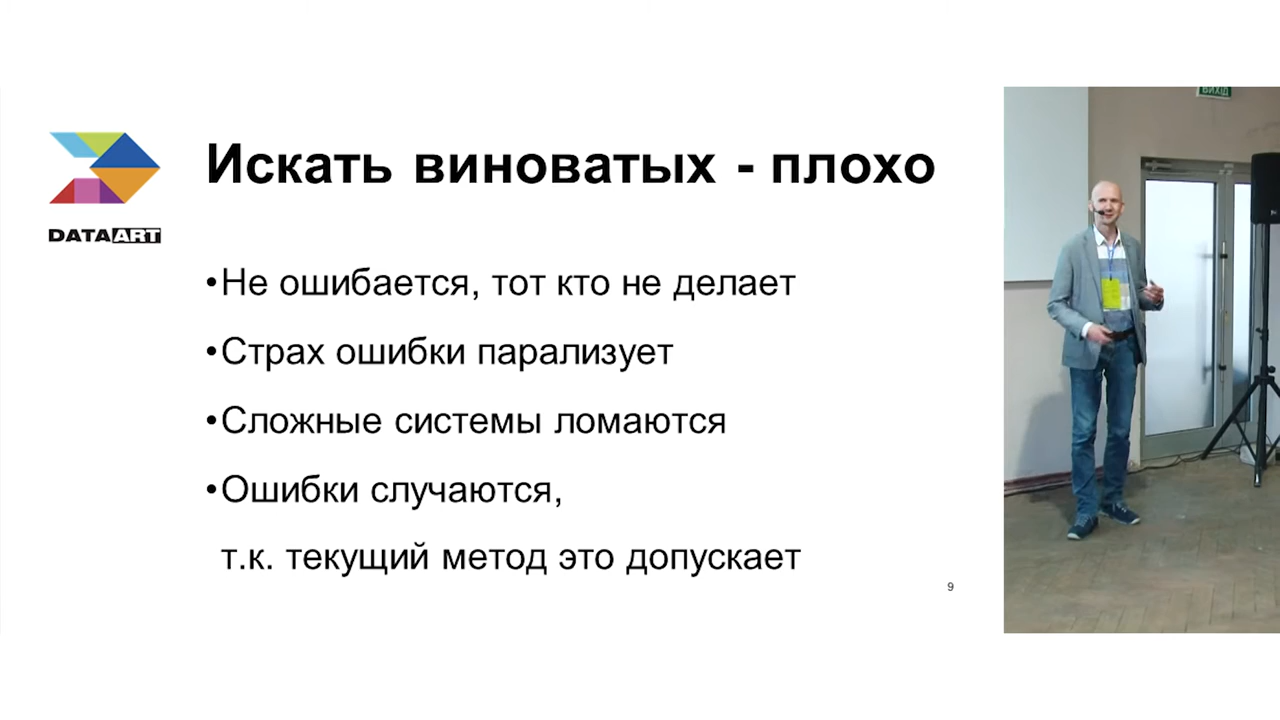 ВИХІД
Искать виноватых - плохо
DATAART
•Не ошибается, тот кто не делает
•Страх ошибки парализует
•Сложные системы ломаются
•Ошибки случаются,
т.к. текущий метод это допускает
9